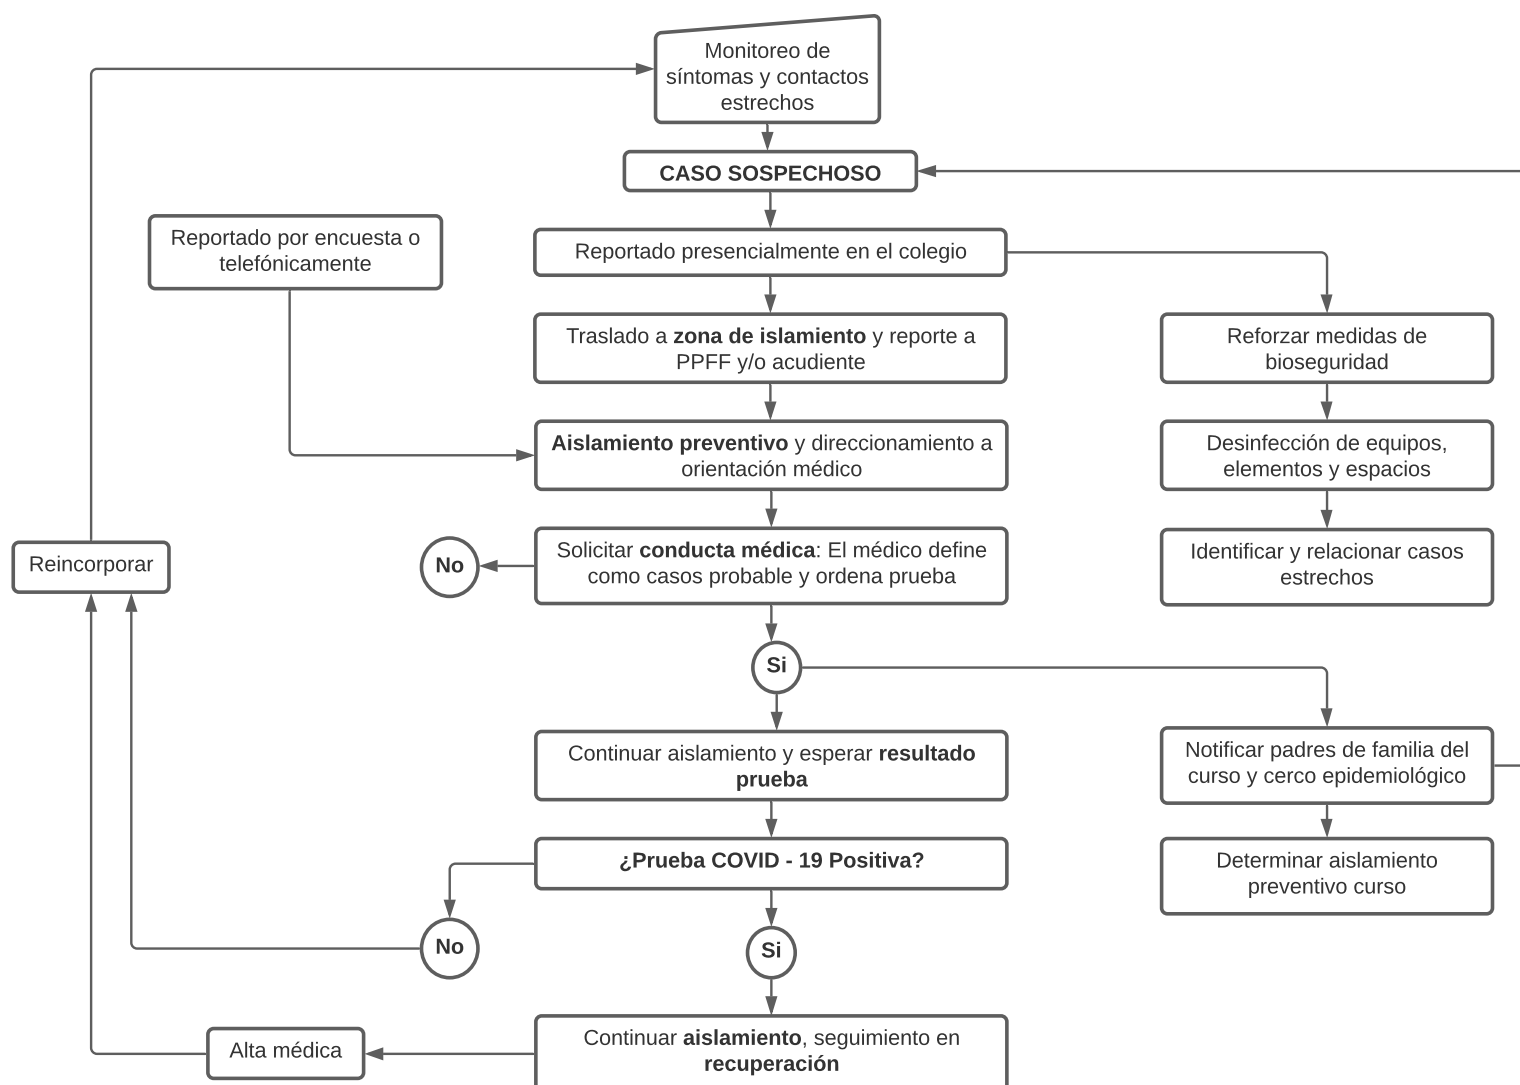 Monitoreo de
síntomas y contactos
estrechos
CASO SOSPECHOSO
Reportado por encuesta o
telefónicamente
Reportado presencialmente en el colegio
Traslado a zona de islamiento y reporte a
PPFF y/o acudiente
Reforzar medidas de
bioseguridad
Aislamiento preventivo y direccionamiento a
orientación médico
Desinfección de equipos,
elementos y espacios
Reincorporar
No
Solicitar conducta médica: El médico define
como casos probable y ordena prueba
Identificar y relacionar casos
estrechos
Si
Continuar aislamiento y esperar resultado
prueba
Notificar padres de familia del
curso y cerco epidemiológico
¿Prueba COVID - 19 Positiva?
Determinar aislamiento
preventivo curso
No
Si
Alta médica
Continuar aislamiento, seguimiento en
recuperación